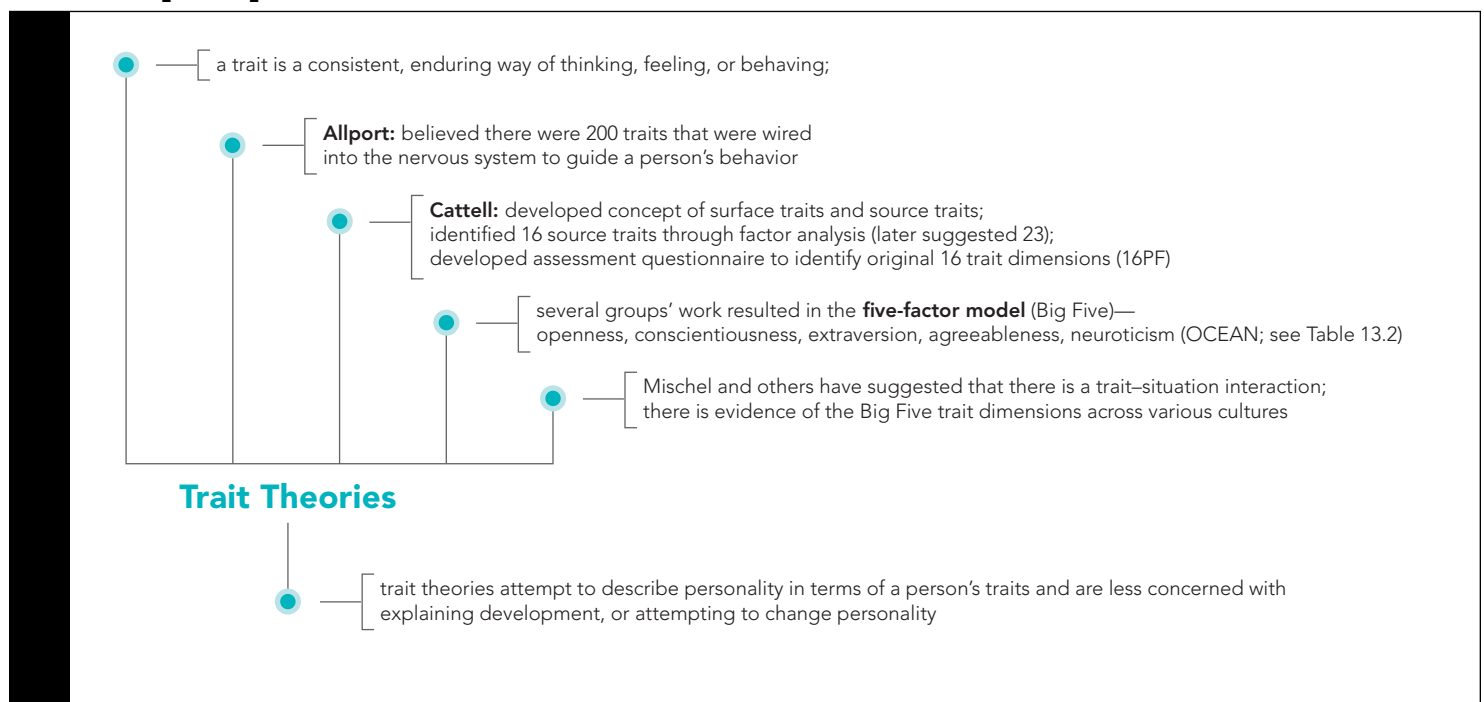 a trait is a consistent, enduring way of thinking, feeling, or behaving;
Allport: believed there were 200 traits that were wired
into the nervous system to guide a person’s behavior
Cattell: developed concept of surface traits and source traits;
identified 16 source traits through factor analysis (later suggested 23);
developed assessment questionnaire to identify original 16 trait dimensions (16PF)
several groups’ work resulted in the five-factor model (Big Five)—
openness, conscientiousness, extraversion, agreeableness, neuroticism (OCEAN; see Table 13.2)
Mischel and others have suggested that there is a trait–situation interaction;
there is evidence of the Big Five trait dimensions across various cultures
Trait Theories
trait theories attempt to describe personality in terms of a person’s traits and are less concerned with
explaining development, or attempting to change personality